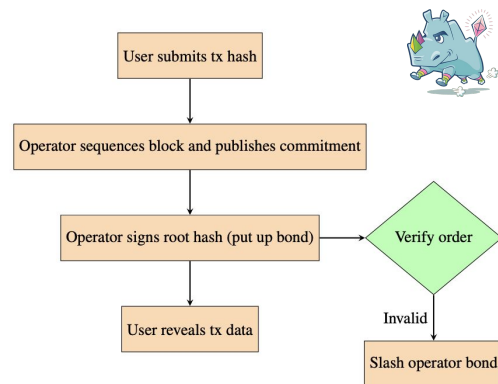 User submits tx hash
Operator sequences block and publishes commitment
Operator signs root hash (put up bond)
Verify order
User reveals tx data
Invalid
Slash operator bond